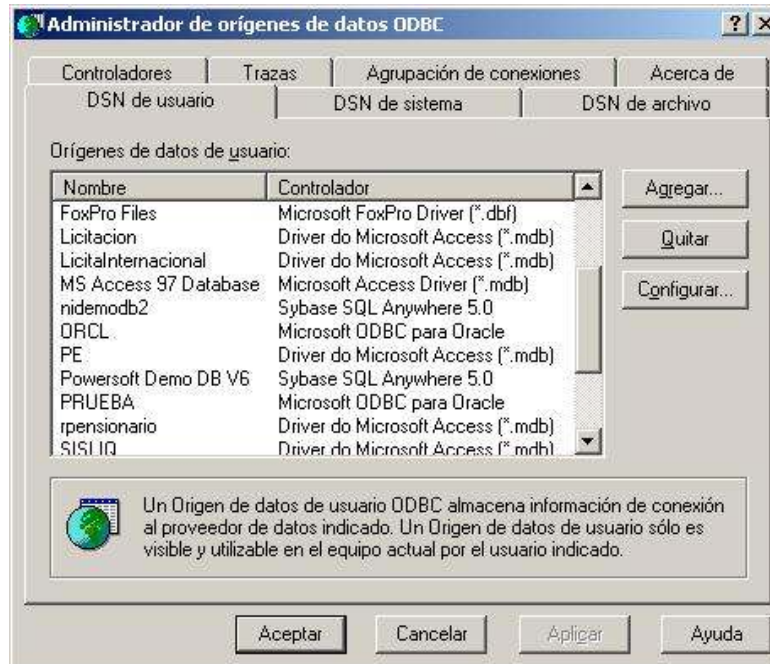 Administrador de orígenes de datos ODBC
Controladores Trazas Agrupación de conexiones Acerca de
DSN de usuario DSN de sistema DSN de archivo
Orígenes de datos de usuario:
Nombre Controlador
FoxPro Files Microsoft FoxPro Driver (*.dbf)
Licitacion Driver do Microsoft Access (*.mdb)
LicitaInternacional Driver do Microsoft Access (*.mdb)
MS Access 97 Database Microsoft Access Driver (*.mdb)
nidemodb2 Sybase SQL Anywhere 5.0
ORCL Microsoft ODBC para Oracle
PE Driver do Microsoft Access (*.mdb)
Powersoft Demo DB V6 Sybase SQL Anywhere 5.0
PRUEBA Microsoft ODBC para Oracle
rpensionario Driver do Microsoft Access (*.mdb)
SISLIQ Driver do Microsoft Access (*.mdb)
Agregar...
Quitar
Configurar...
Un Origen de datos de usuario ODBC almacena información de conexión
al proveedor de datos indicado. Un Origen de datos de usuario sólo es
visible y utilizable en el equipo actual por el usuario indicado.
Aceptar Cancelar Aplicar Ayuda